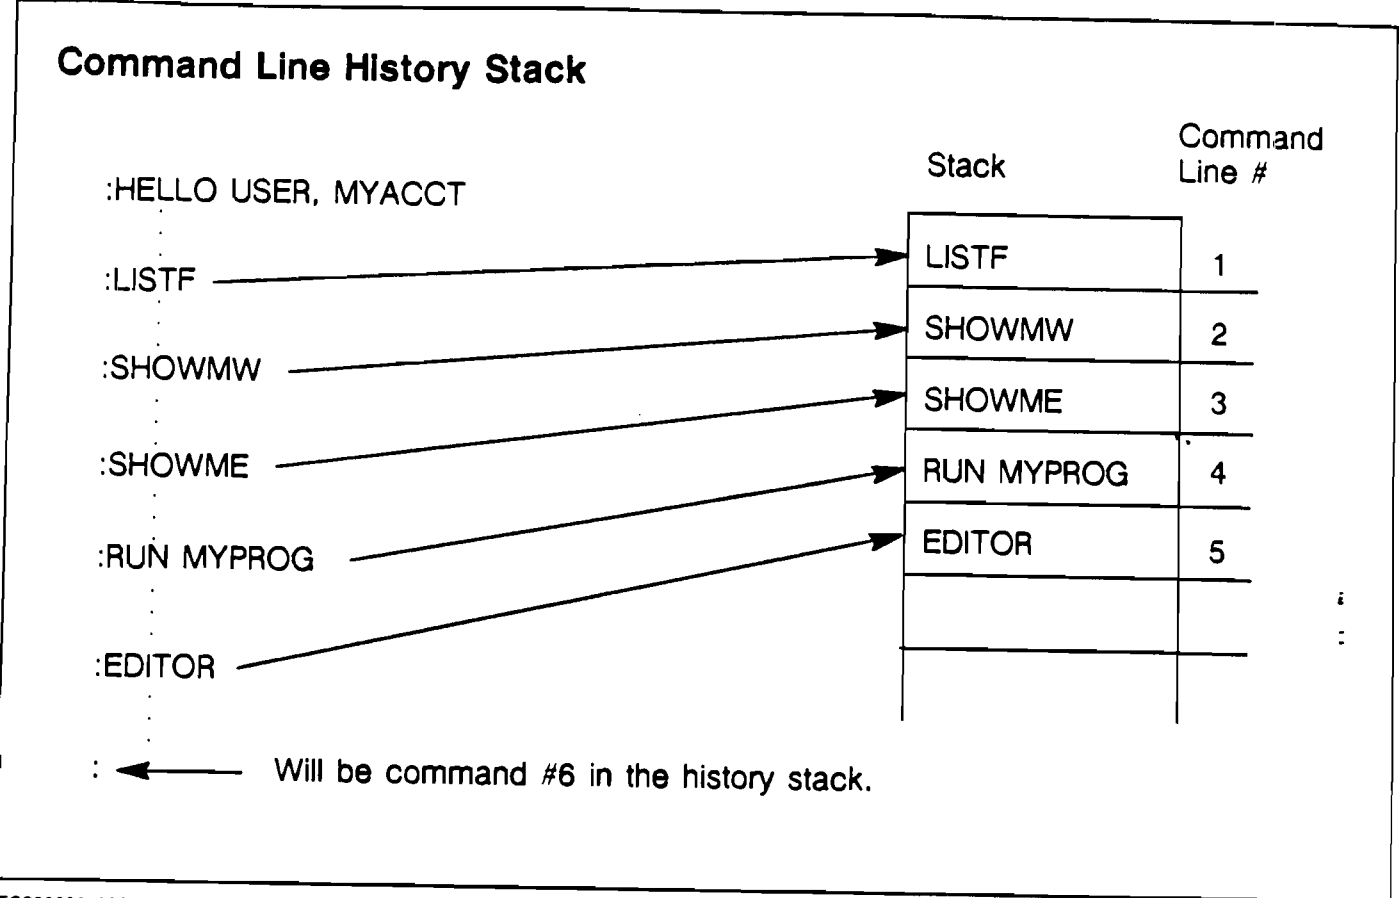 Command Line History Stack
Stack
Command
Line #
:HELLO USER, MYACCT
:LISTF
LISTF
1
:SHOWMW
SHOWMW
2
:SHOWME
SHOWME
3
:RUN MYPROG
RUN MYPROG
4
:EDITOR
EDITOR
5
:
Will be command #6 in the history stack.